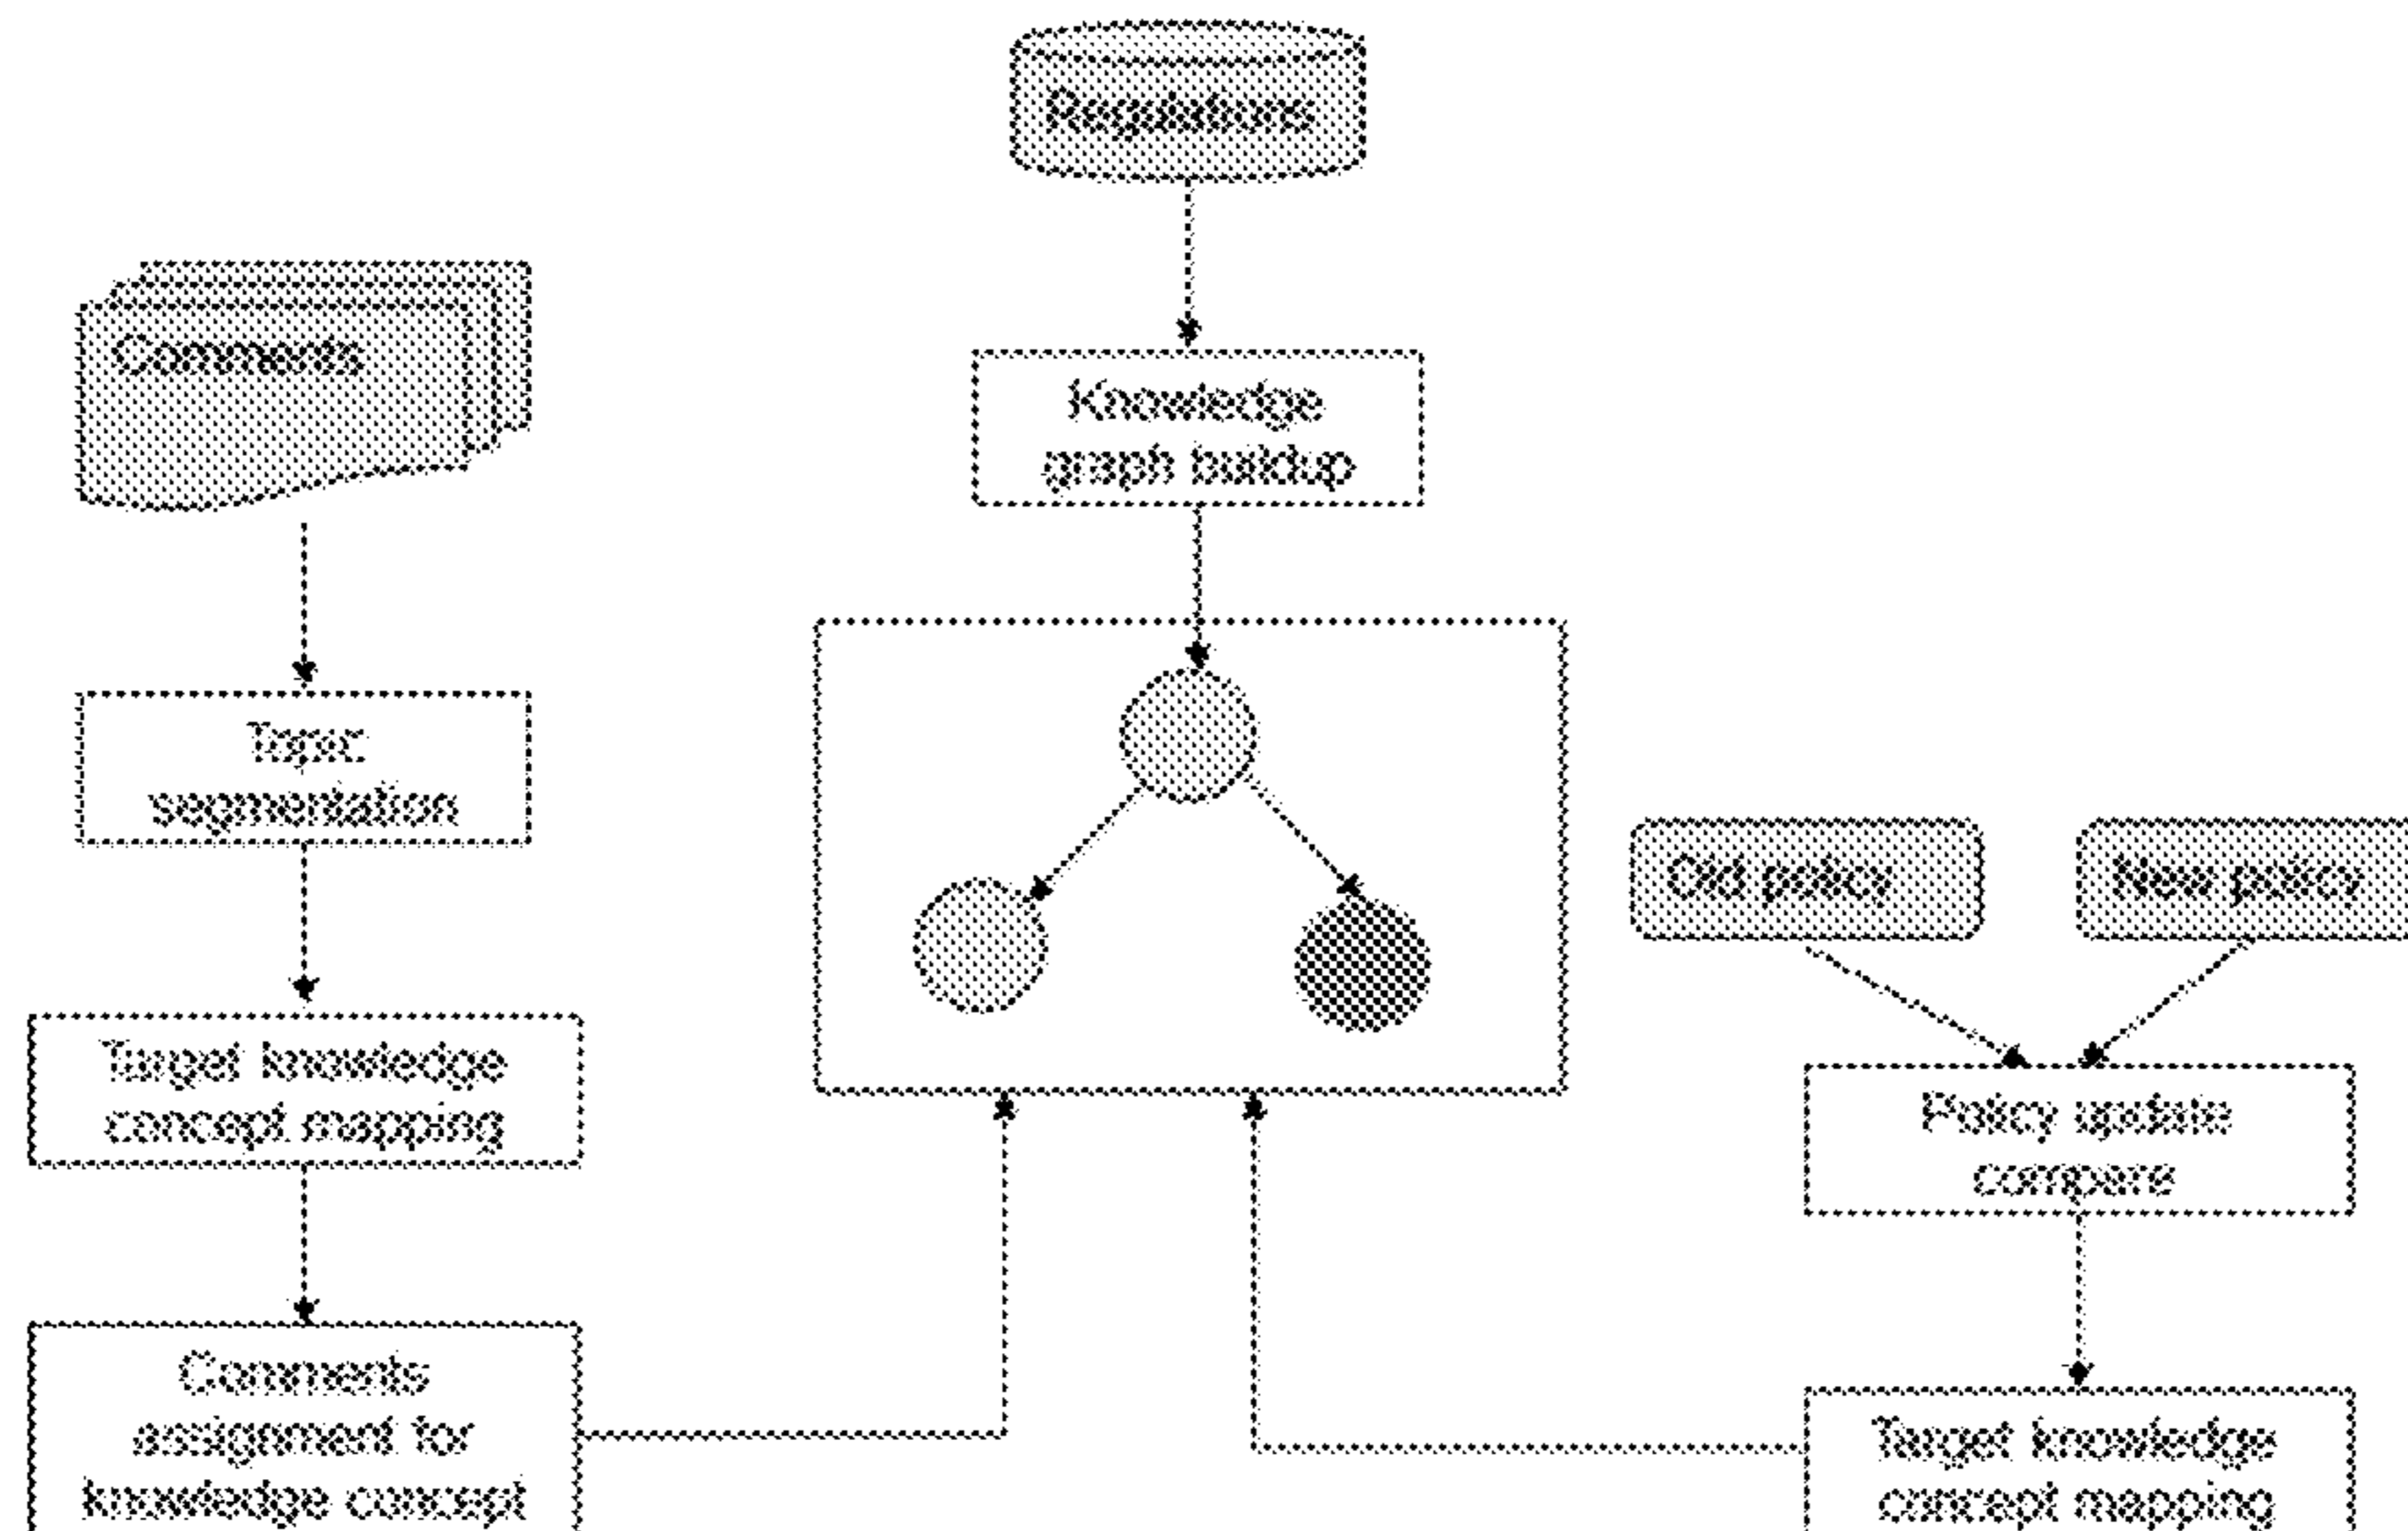 Regulations
Comments
Knowledge
graph buildup
Topic
segmentation
Old policy
New policy
Target knowledge
concept mapping
Policy update
compare
Comments
assignment for
knowledge concept
Target knowledge
concept mapping